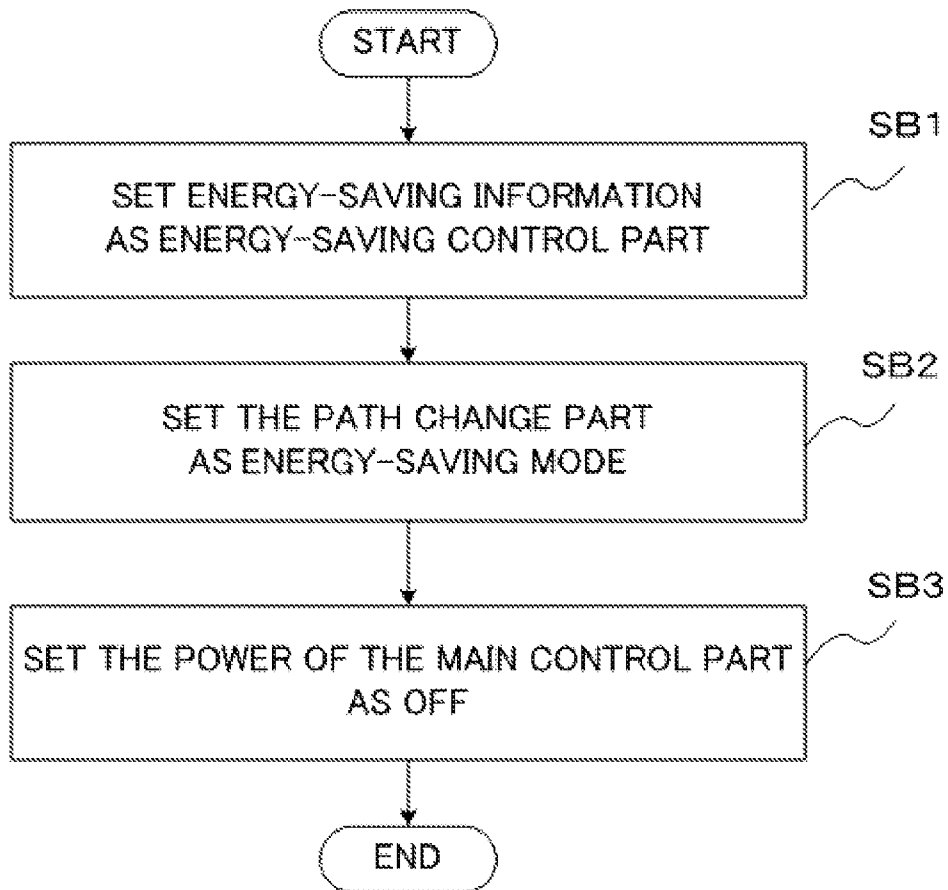 START
SB1
SET ENERGY-SAVING INFORMATION
AS ENERGY-SAVING CONTROL PART
SB2
SET THE PATH CHANGE PART
AS ENERGY-SAVING MODE
SB3
SET THE POWER OF THE MAIN CONTROL PART
AS OFF
END